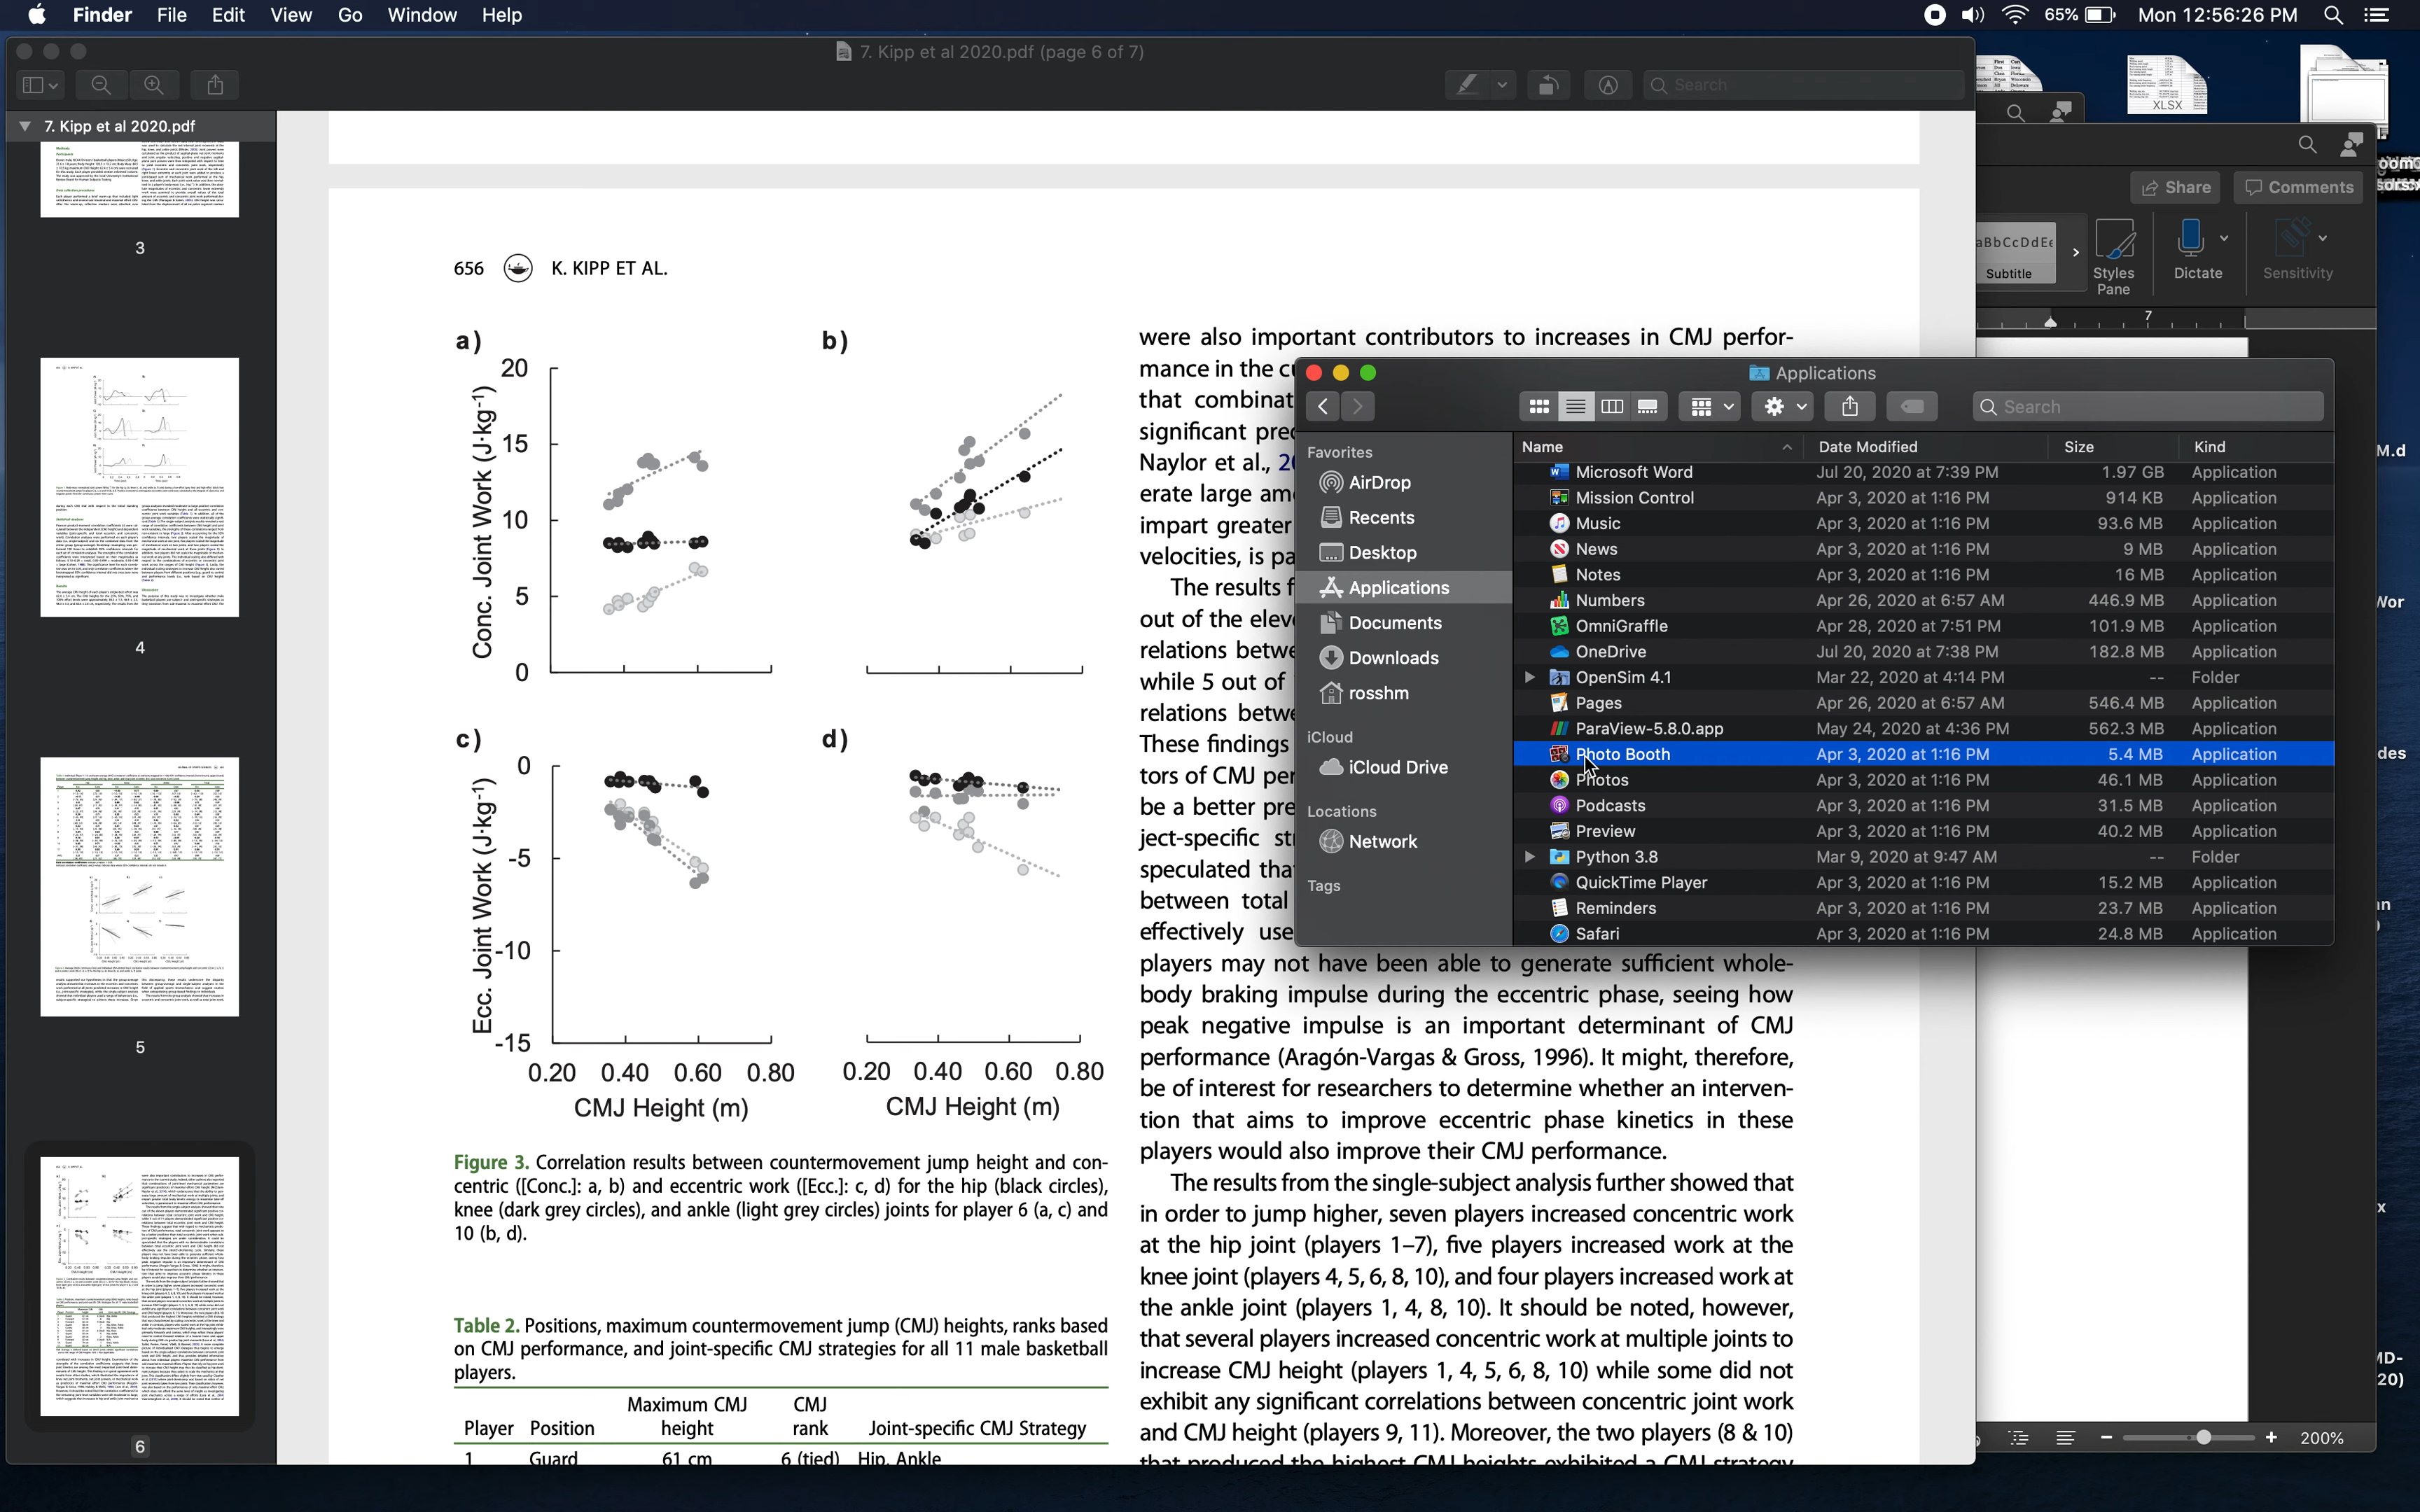 Finder File Edit View Go Window Help
65% Mon 12:56:26 PM
7. Kipp et al 2020.pdf (page 6 of 7)
Search
7. Kipp et al 2020.pdf
3
4
5
6
656 K. KIPP ET AL.
a) b)
20
15
10
5
0
Conc. Joint Work (J·kg-1)
c) d)
0
-5
-10
-15
Ecc. Joint Work (J·kg-1)
0.20 0.40 0.60 0.80 0.20 0.40 0.60 0.80
CMJ Height (m) CMJ Height (m)
Figure 3. Correlation results between countermovement jump height and con-
centric ([Conc.]: a, b) and eccentric work ([Ecc.]: c, d) for the hip (black circles),
knee (dark grey circles), and ankle (light grey circles) joints for player 6 (a, c) and
10 (b, d).
Table 2. Positions, maximum countermovement jump (CMJ) heights, ranks based
on CMJ performance, and joint-specific CMJ strategies for all 11 male basketball
players.
Maximum CMJ CMJ
Player Position height rank Joint-specific CMJ Strategy
1 Guard 61 cm 6 (tied) Hip, Ankle
were also important contributors to increases in CMJ perfor-
mance in the
that combinat
significant
Naylor et al.,
erate large
impart greater
velocities, is
The results
out of the
relations
while 5 out of
relations
These findings
tors of CMJ
be a better
ject-specific
speculated
between total
effectively
players may not have been able to generate sufficient whole-
body braking impulse during the eccentric phase, seeing how
peak negative impulse is an important determinant of CMJ
performance (Aragón-Vargas & Gross, 1996). It might, therefore,
be of interest for researchers to determine whether an interven-
tion that aims to improve eccentric phase kinetics in these
players would also improve their CMJ performance.
The results from the single-subject analysis further showed that
in order to jump higher, seven players increased concentric work
at the hip joint (players 1–7), five players increased work at the
knee joint (players 4, 5, 6, 8, 10), and four players increased work at
the ankle joint (players 1, 4, 8, 10). It should be noted, however,
that several players increased concentric work at multiple joints to
increase CMJ height (players 1, 4, 5, 6, 8, 10) while some did not
exhibit any significant correlations between concentric joint work
and CMJ height (players 9, 11). Moreover, the two players (8 & 10)
that produced the highest CMJ heights exhibited a CMJ strategy
Applications
Search
Favorites
AirDrop
Recents
Desktop
Applications
Documents
Downloads
rosshm
iCloud
iCloud Drive
Locations
Network
Tags
Name Date Modified Size Kind
Microsoft Word Jul 20, 2020 at 7:39 PM 1.97 GB Application
Mission Control Apr 3, 2020 at 1:16 PM 914 KB Application
Music Apr 3, 2020 at 1:16 PM 93.6 MB Application
News Apr 3, 2020 at 1:16 PM 9 MB Application
Notes Apr 3, 2020 at 1:16 PM 16 MB Application
Numbers Apr 26, 2020 at 6:57 AM 446.9 MB Application
OmniGraffle Apr 28, 2020 at 7:51 PM 101.9 MB Application
OneDrive Jul 20, 2020 at 7:38 PM 182.8 MB Application
OpenSim 4.1 Mar 22, 2020 at 4:14 PM -- Folder
Pages Apr 26, 2020 at 6:57 AM 546.4 MB Application
ParaView-5.8.0.app May 24, 2020 at 4:36 PM 562.3 MB Application
Photo Booth Apr 3, 2020 at 1:16 PM 5.4 MB Application
Photos Apr 3, 2020 at 1:16 PM 46.1 MB Application
Podcasts Apr 3, 2020 at 1:16 PM 31.5 MB Application
Preview Apr 3, 2020 at 1:16 PM 40.2 MB Application
Python 3.8 Mar 9, 2020 at 9:47 AM -- Folder
QuickTime Player Apr 3, 2020 at 1:16 PM 15.2 MB Application
Reminders Apr 3, 2020 at 1:16 PM 23.7 MB Application
Safari Apr 3, 2020 at 1:16 PM 24.8 MB Application
XLSX
Share Comments
aBbCcDdEe
Subtitle
Styles
Pane
Dictate
Sensitivity
7
200%